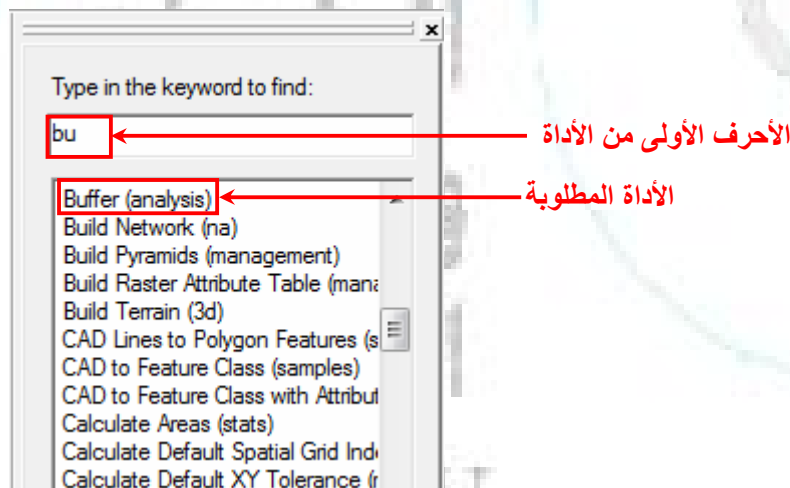 Type in the keyword to find:
bu
الأحرف الأولى من الأداة
Buffer (analysis)
الأداة المطلوبة
Build Network (na)
Build Pyramids (management)
Build Raster Attribute Table (mana
Build Terrain (3d)
CAD Lines to Polygon Features (s
CAD to Feature Class (samples)
CAD to Feature Class with Attribut
Calculate Areas (stats)
Calculate Default Spatial Grid Inde
Calculate Default XY Tolerance (r